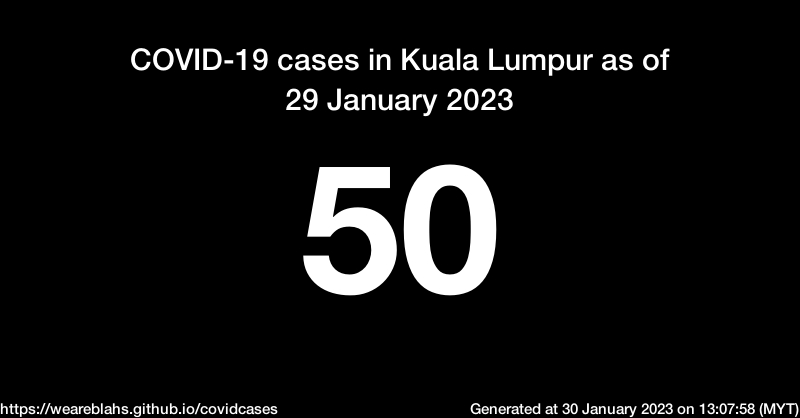 COVID-19 cases in Kuala Lumpur as of
29 January 2023
50
https://weareblahs.github.io/covidcases
Generated at 30 January 2023 on 13:07:58 (MYT)